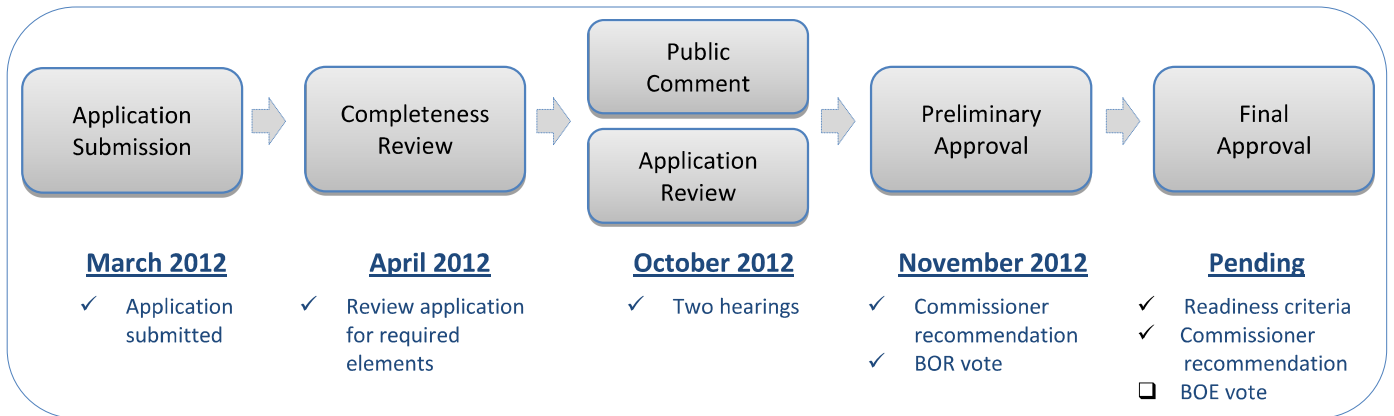 Application
Submission
Completeness
Review
Public
Comment
Application
Review
Preliminary
Approval
Final
Approval
March 2012
✓ Application
submitted
April 2012
✓ Review application
for required
elements
October 2012
✓ Two hearings
November 2012
✓ Commissioner
recommendation
✓ BOR vote
Pending
✓ Readiness criteria
✓ Commissioner
recommendation
❑ BOE vote